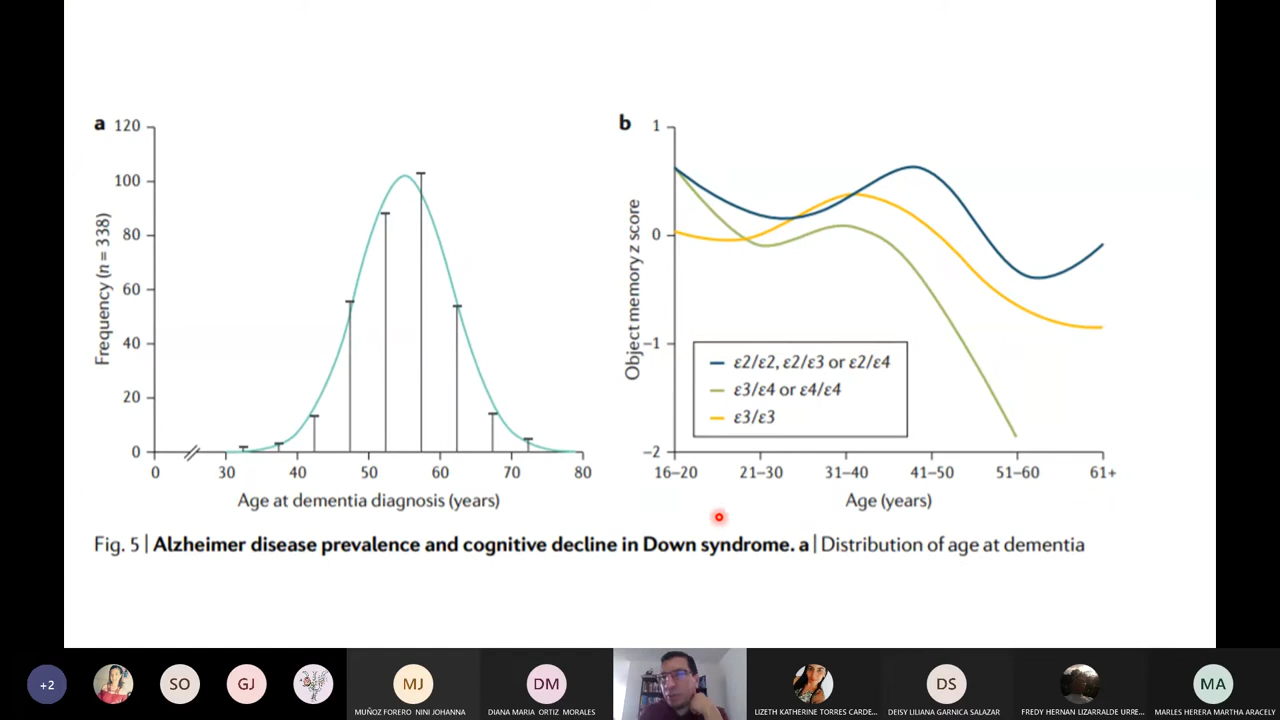 a
120
100
80
60
40
20
0
Frequency (n = 338)
0 30 40 50 60 70 80
Age at dementia diagnosis (years)
b
1
0
−1
−2
Object memory z score
ε2/ε2, ε2/ε3 or ε2/ε4
ε3/ε4 or ε4/ε4
ε3/ε3
16–20 21–30 31–40 41–50 51–60 61+
Age (years)
Fig. 5 | Alzheimer disease prevalence and cognitive decline in Down syndrome. a | Distribution of age at dementia
+2
SO
GJ
MJ
MUÑOZ FORERO NINI JOHANNA
DM
DIANA MARIA ORTIZ MORALES
LIZETH KATHERINE TORRES CARDE...
DS
DEISY LILIANA GARNICA SALAZAR
FREDY HERNAN LIZARRALDE URRE...
MA
MARLES HERERA MARTHA ARACELY